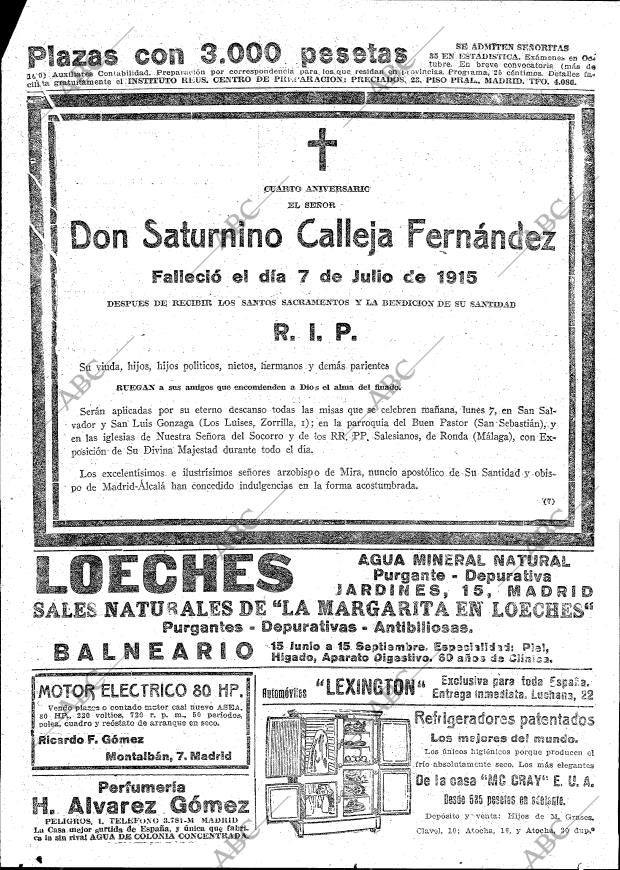 Plazas con 3.000 pesetas
SE ADMITEN SEÑORITAS
35 EN ESTADISTICA. Exámenes en Oc-
tubre. En breve convocatoria (más de
Auxiliares Contabilidad. Preparación por correspondencia para los que residan en provincias. Programa, 25 céntimos. Detalles fa-
cilita gratuitamente el INSTITUTO REUS. CENTRO DE PREPARACION: PRECIADOS, 23, PISO PRAL., MADRID. TFO. 4.086.
CUARTO ANIVERSARIO
EL SEÑOR
Don Saturnino Calleja Fernández
Falleció el día 7 de Julio de 1915
DESPUES DE RECIBIR LOS SANTOS SACRAMENTOS Y LA BENDICION DE SU SANTIDAD
R. I. P.
Su viuda, hijos, hijos políticos, nietos, hermanos y demás parientes
RUEGAN a sus amigos que encomienden a Dios el alma del finado.
Serán aplicadas por su eterno descanso todas las misas que se celebren mañana, lunes 7, en San Sal-
vador y San Luis Gonzaga (Los Luises, Zorrilla, 1); en la parroquia del Buen Pastor (San Sebastián), y
en las iglesias de Nuestra Señora del Socorro y de los RR. PP. Salesianos, de Ronda (Málaga), con Ex-
posición de Su Divina Majestad durante todo el día.
Los excelentísimos e ilustrísimos señores arzobispo de Mira, nuncio apostólico de Su Santidad y obis-
po de Madrid-Alcalá han concedido indulgencias en la forma acostumbrada.
(7)
LOECHES
AGUA MINERAL NATURAL
Purgante - Depurativa
JARDINES, 15, MADRID
SALES NATURALES DE "LA MARGARITA EN LOECHES"
Purgantes - Depurativas - Antibiliosas.
BALNEARIO
15 Junio a 15 Septiembre. Especialidad: Piel,
Hígado, Aparato Digestivo. 60 años de Clínica.
MOTOR ELECTRICO 80 HP.
Vendo plazos o contado motor casi nuevo ASEA,
80 HP., 220 voltios, 720 r. p. m., 50 períodos,
poleа, cuadro y reóstato de arranque en seco.
Ricardo F. Gómez
Montalbán, 7. Madrid
Perfumería
H. Alvarez Gómez
PELIGROS, 1. TELEFONO 3.781-M MADRID
La Casa mejor surtida de España, y única que fabri-
ca la sin rival AGUA DE COLONIA CONCENTRADA.
Automóviles "LEXINGTON"
Exclusiva para toda España.
Entrega inmediata. Luchana, 22
Refrigeradores patentados
Los mejores del mundo.
Los únicos higiénicos porque producen el
frío absolutamente seco. Los más elegantes
De la casa "MC CRAY" E. U. A.
Desde 585 pesetas en adelante.
Depósito y venta: Hijos de M. Grases.
Clavel, 10; Atocha, 16, y Atocha, 30 dup.º